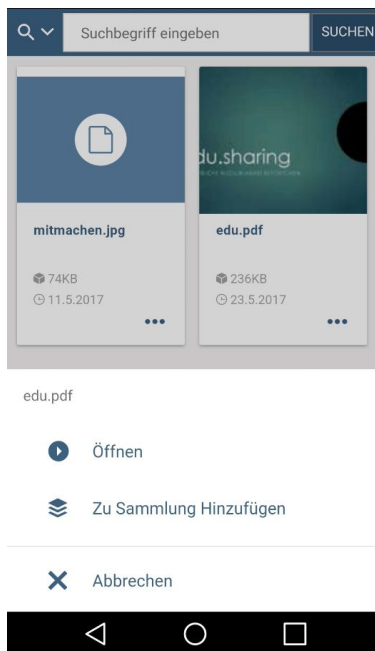 Suchbegriff eingeben
SUCHEN
du.sharing
mitmachen.jpg
edu.pdf
74KB
236KB
11.5.2017
23.5.2017
edu.pdf
Öffnen
Zu Sammlung Hinzufügen
Abbrechen